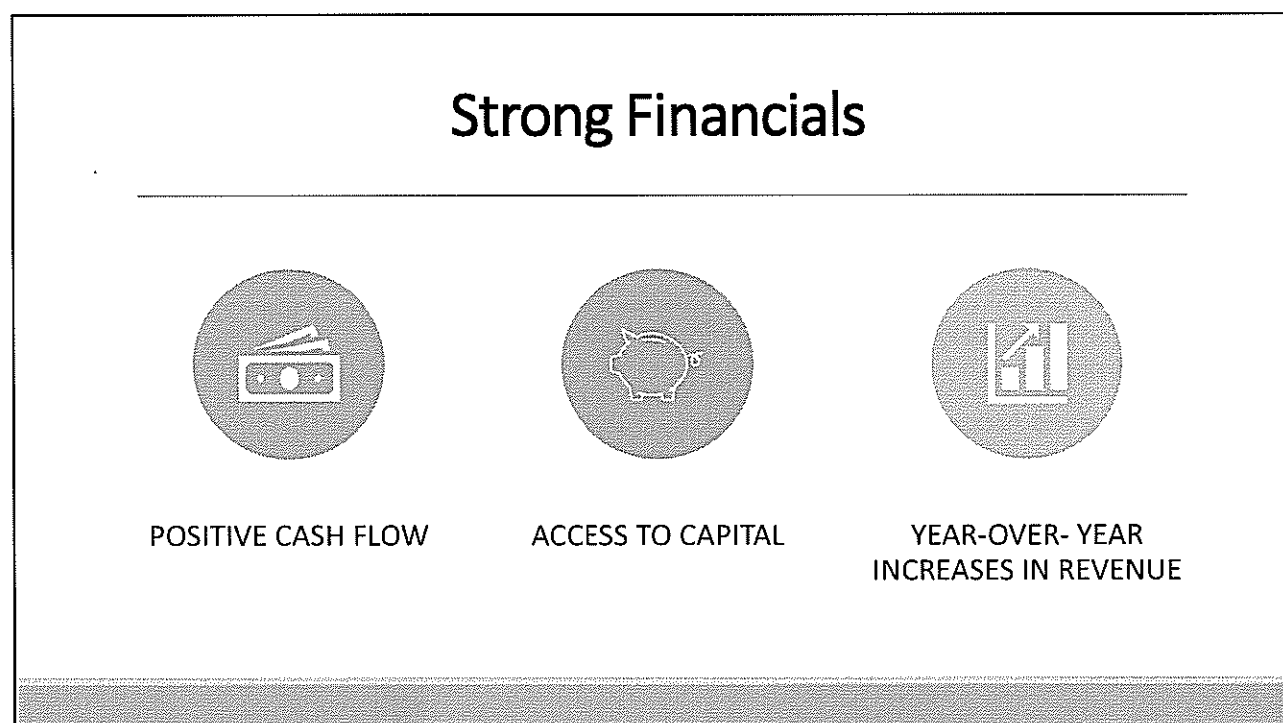 Strong Financials
POSITIVE CASH FLOW
ACCESS TO CAPITAL
YEAR-OVER- YEAR
INCREASES IN REVENUE